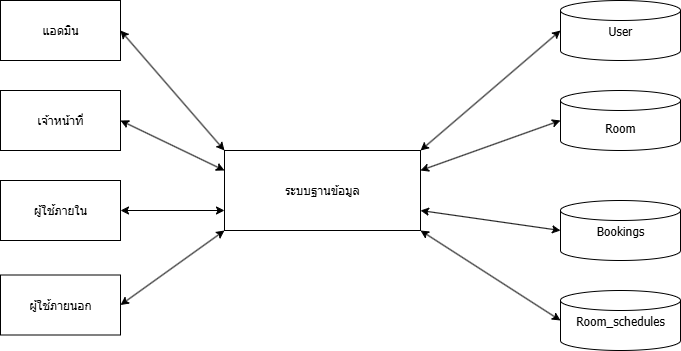 แอดมิน
เจ้าหน้าที่
ผู้ใช้ภายใน
ผู้ใช้ภายนอก
ระบบฐานข้อมูล
User
Room
Bookings
Room_schedules